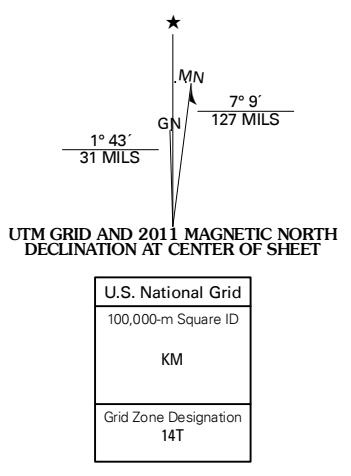 ★
MN
GN
7° 9´
127 MILS
1° 43´
31 MILS
UTM GRID AND 2011 MAGNETIC NORTH
DECLINATION AT CENTER OF SHEET
U.S. National Grid
100,000-m Square ID
KM
Grid Zone Designation
14T